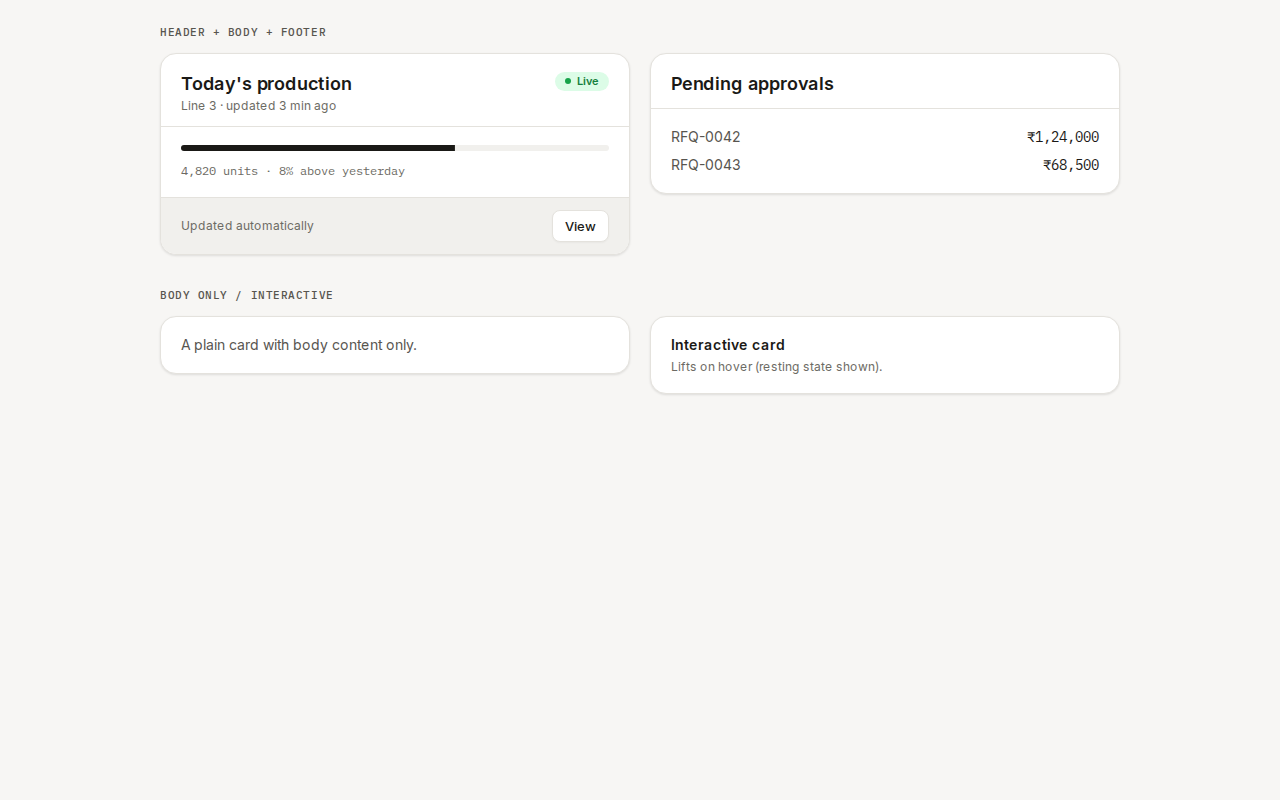 HEADER + BODY + FOOTER
Today's production
Live
Line 3 · updated 3 min ago
4,820 units · 8% above yesterday
Updated automatically
View
Pending approvals
RFQ-0042 ₹1,24,000
RFQ-0043 ₹68,500
BODY ONLY / INTERACTIVE
A plain card with body content only.
Interactive card
Lifts on hover (resting state shown).